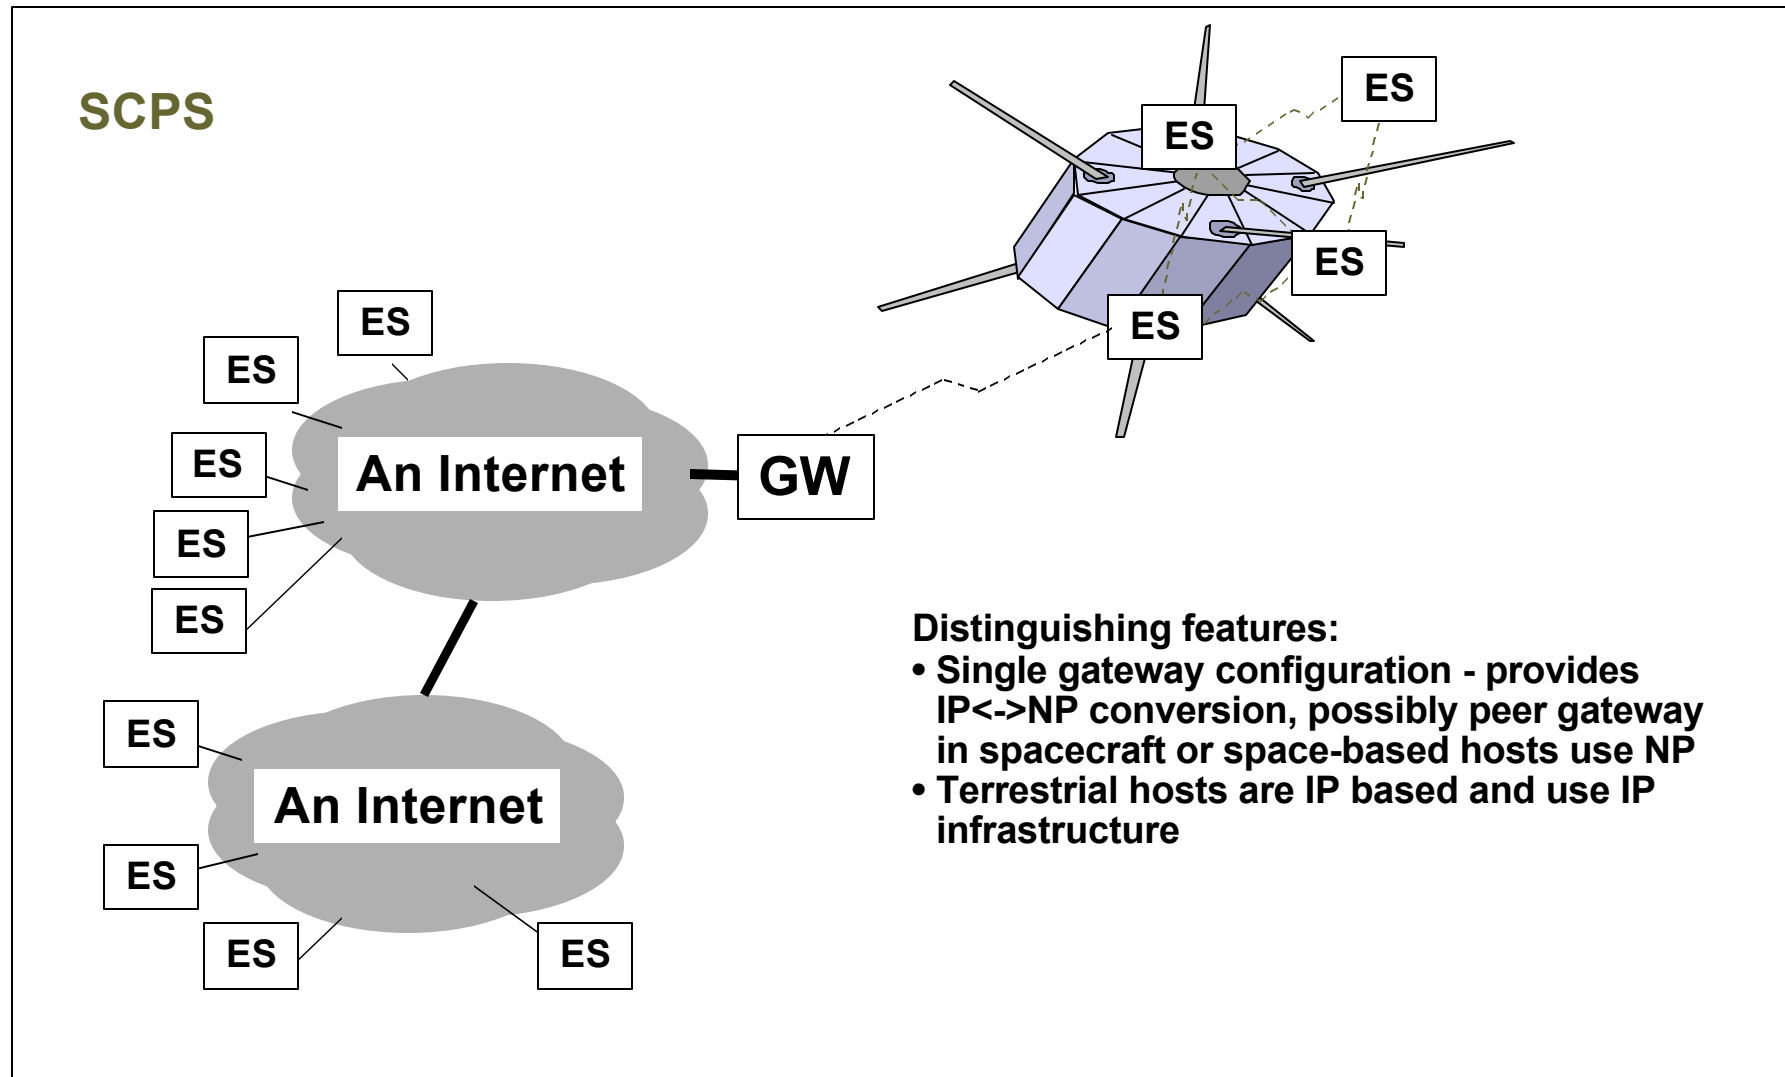 SCPS
ES
ES
ES
ES
ES
ES
ES
An Internet
ES
GW
ES
ES
Distinguishing features:
• Single gateway configuration - provides
IP<->NP conversion, possibly peer gateway
in spacecraft or space-based hosts use NP
• Terrestrial hosts are IP based and use IP
infrastructure
ES
An Internet
ES
ES
ES